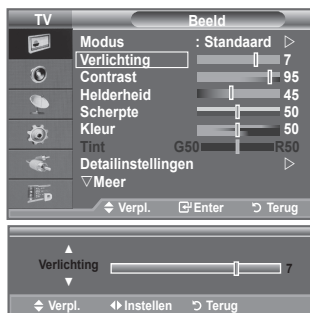 TV Beeld
Modus : Standaard
Verlichting 7
Contrast 95
Helderheid 45
Scherpte 50
Kleur 50
Tint G50 R50
Detailinstellingen
▽Meer
Verpl. Enter Terug
Verlichting 7
Verpl. Instellen Terug